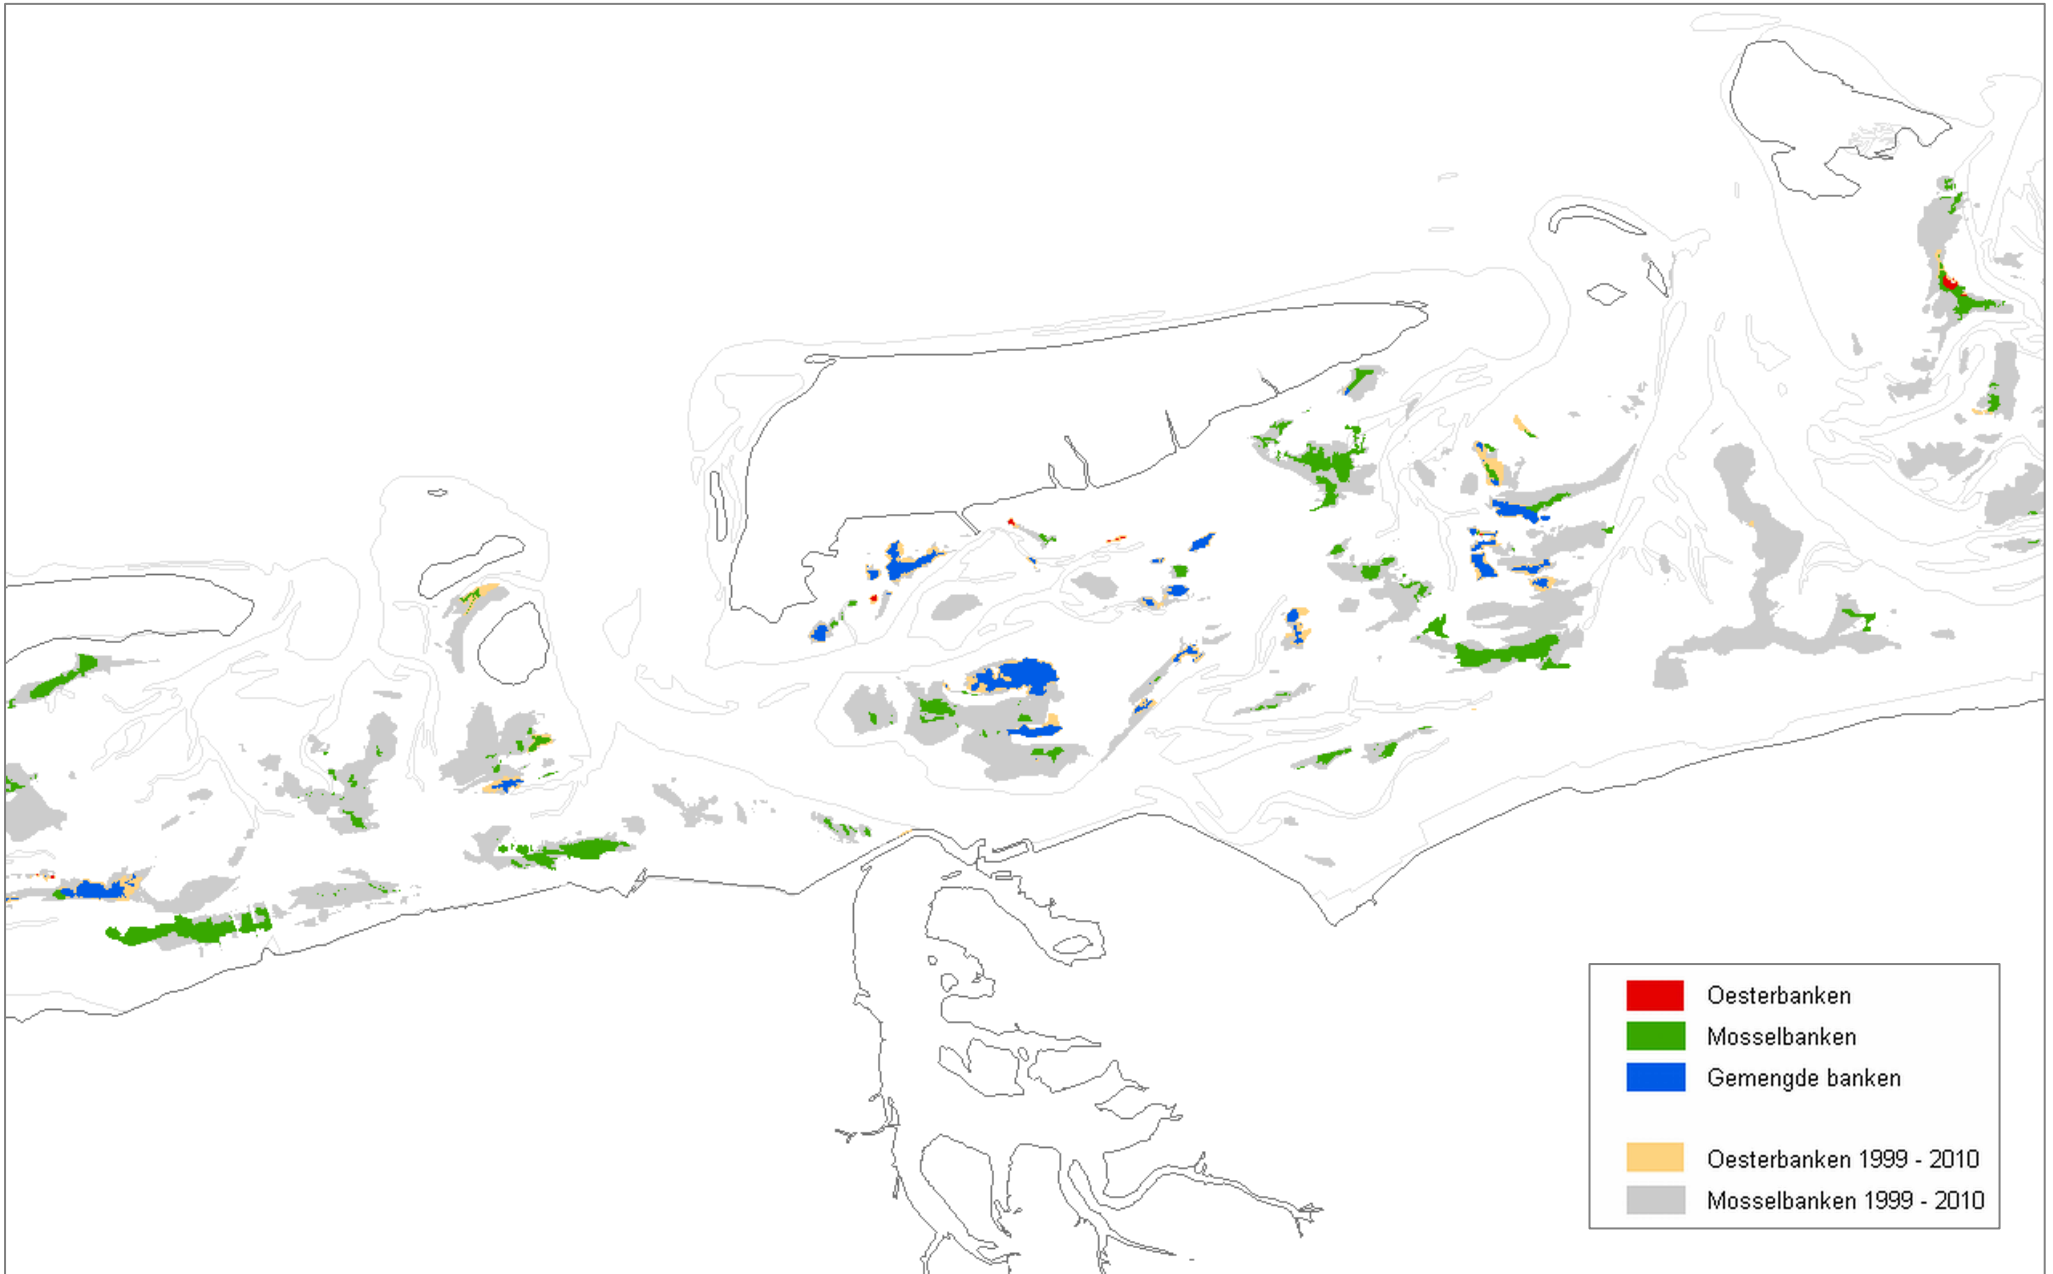 Oesterbanken
Mosselbanken
Gemengde banken
Oesterbanken 1999 - 2010
Mosselbanken 1999 - 2010